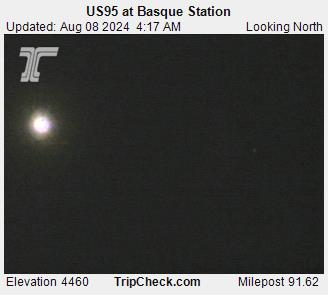 US95 at Basque Station
Updated: Aug 08 2024 4:17 AM Looking North
Elevation 4460 TripCheck.com Milepost 91.62